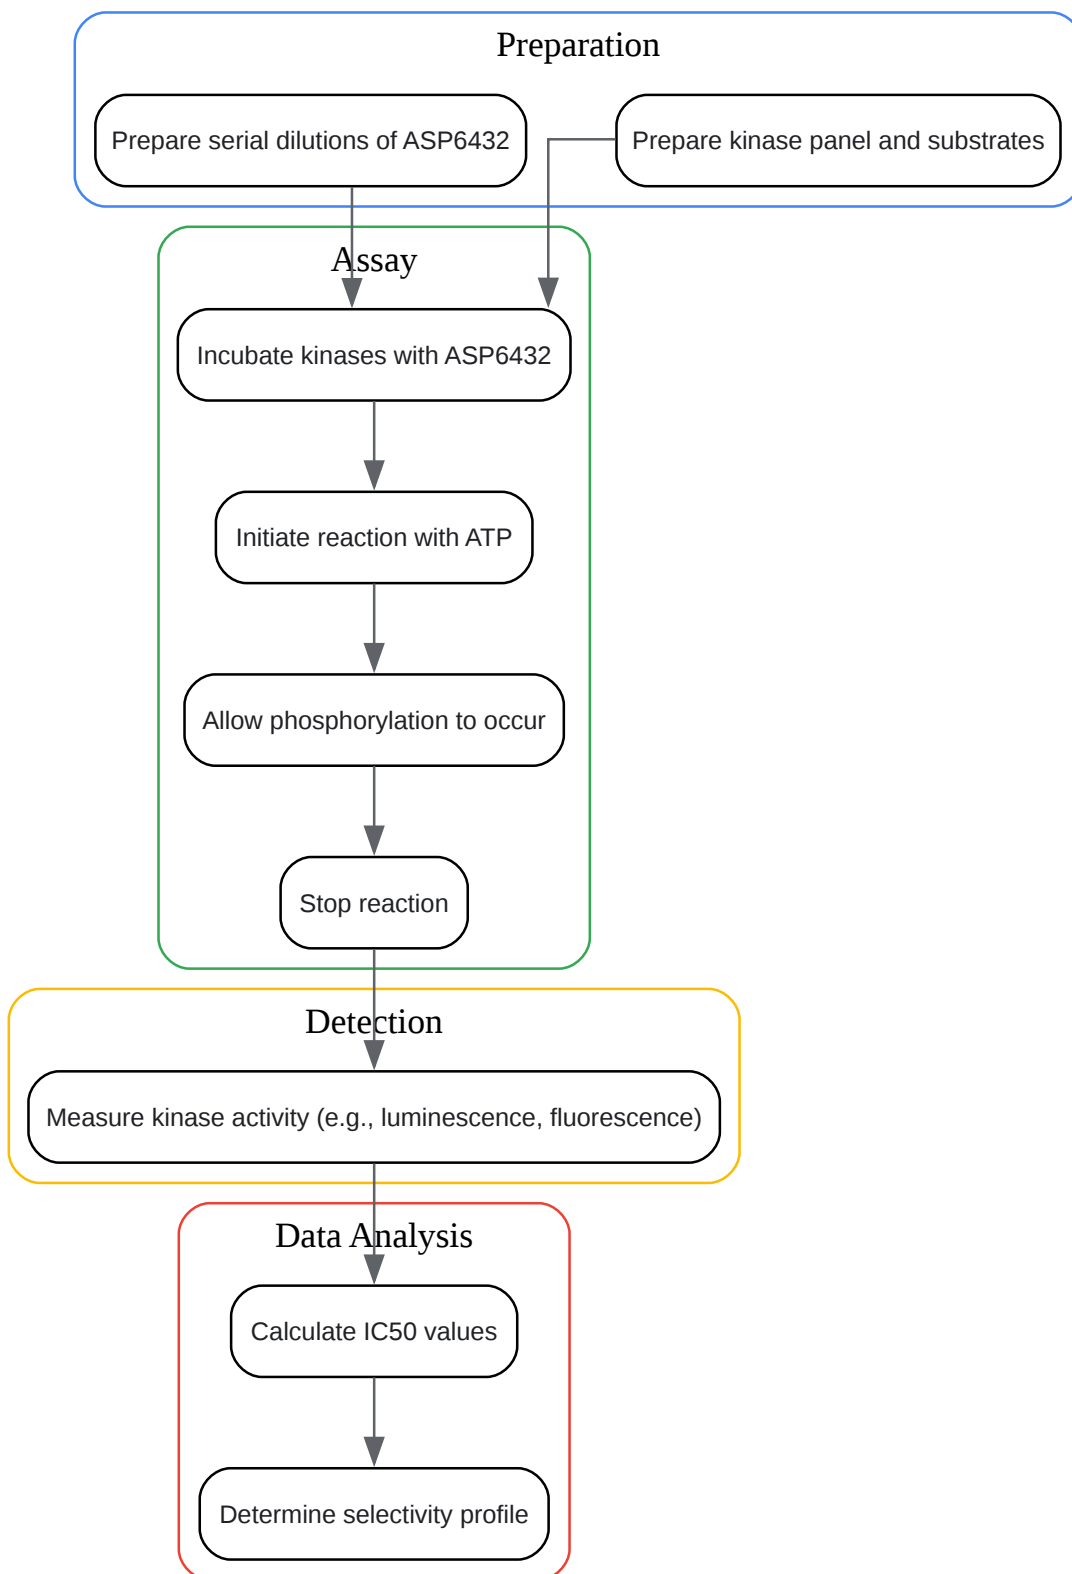 Preparation
Prepare serial dilutions of ASP6432
Prepare kinase panel and substrates
Assay
Incubate kinases with ASP6432
Initiate reaction with ATP
Allow phosphorylation to occur
Stop reaction
Detection
Measure kinase activity (e.g., luminescence, fluorescence)
Data Analysis
Calculate IC50 values
Determine selectivity profile